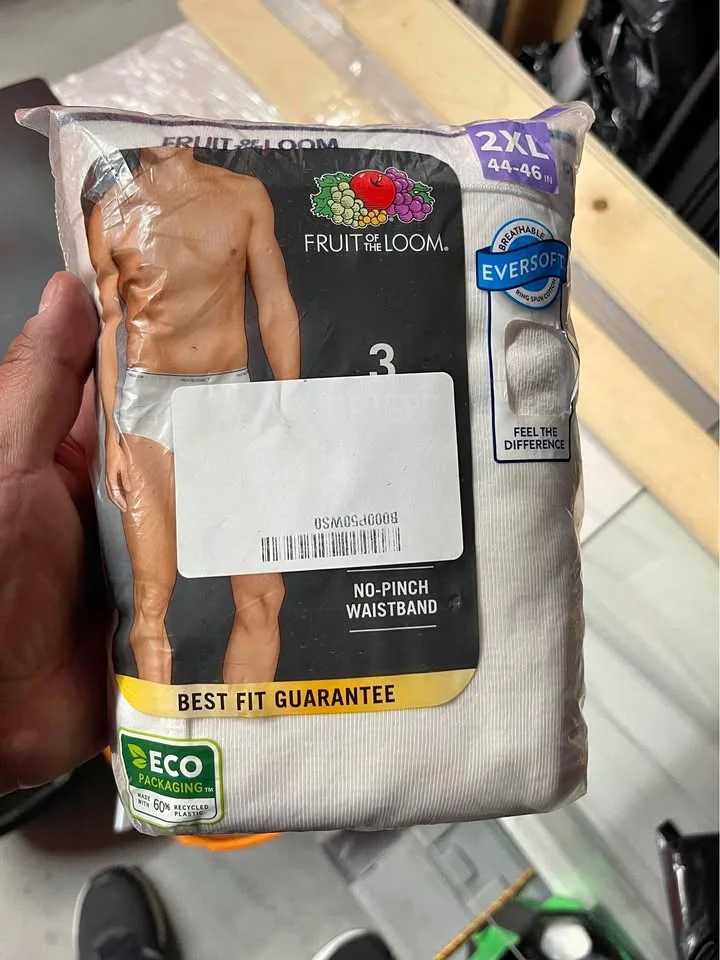 FRUIT OF THE LOOM
2XL
44-46 IN
FRUIT OF THE LOOM®
BREATHABLE
EVERSOFT
RING SPUN COTTON
3
FEEL THE
DIFFERENCE
B000P50WS0
NO-PINCH
WAISTBAND
BEST FIT GUARANTEE
ECO
PACKAGING™
MADE
WITH 60% RECYCLED
PLASTIC